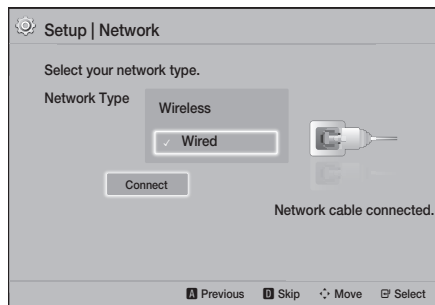 Setup | Network
Select your network type.
Network Type
Wireless
✓ Wired
Connect
Network cable connected.
A Previous D Skip Move Select